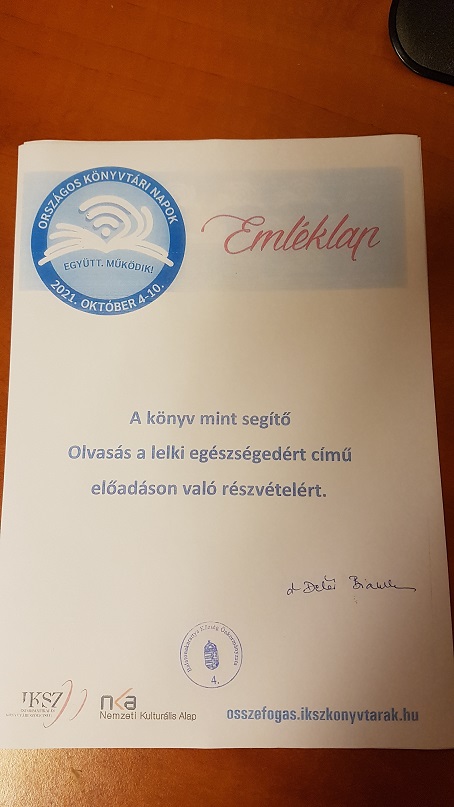 ORSZÁGOS KÖNYVTÁRI NAPOK
EGYÜTT. MŰKÖDIK!
2021. OKTÓBER 4-10.
Emléklap
A könyv mint segítő
Olvasás a lelki egészségedért című
előadáson való részvételért.
4.
IKSZ
nka
Nemzeti Kulturális Alap
osszefogas.ikszkonyvtarak.hu